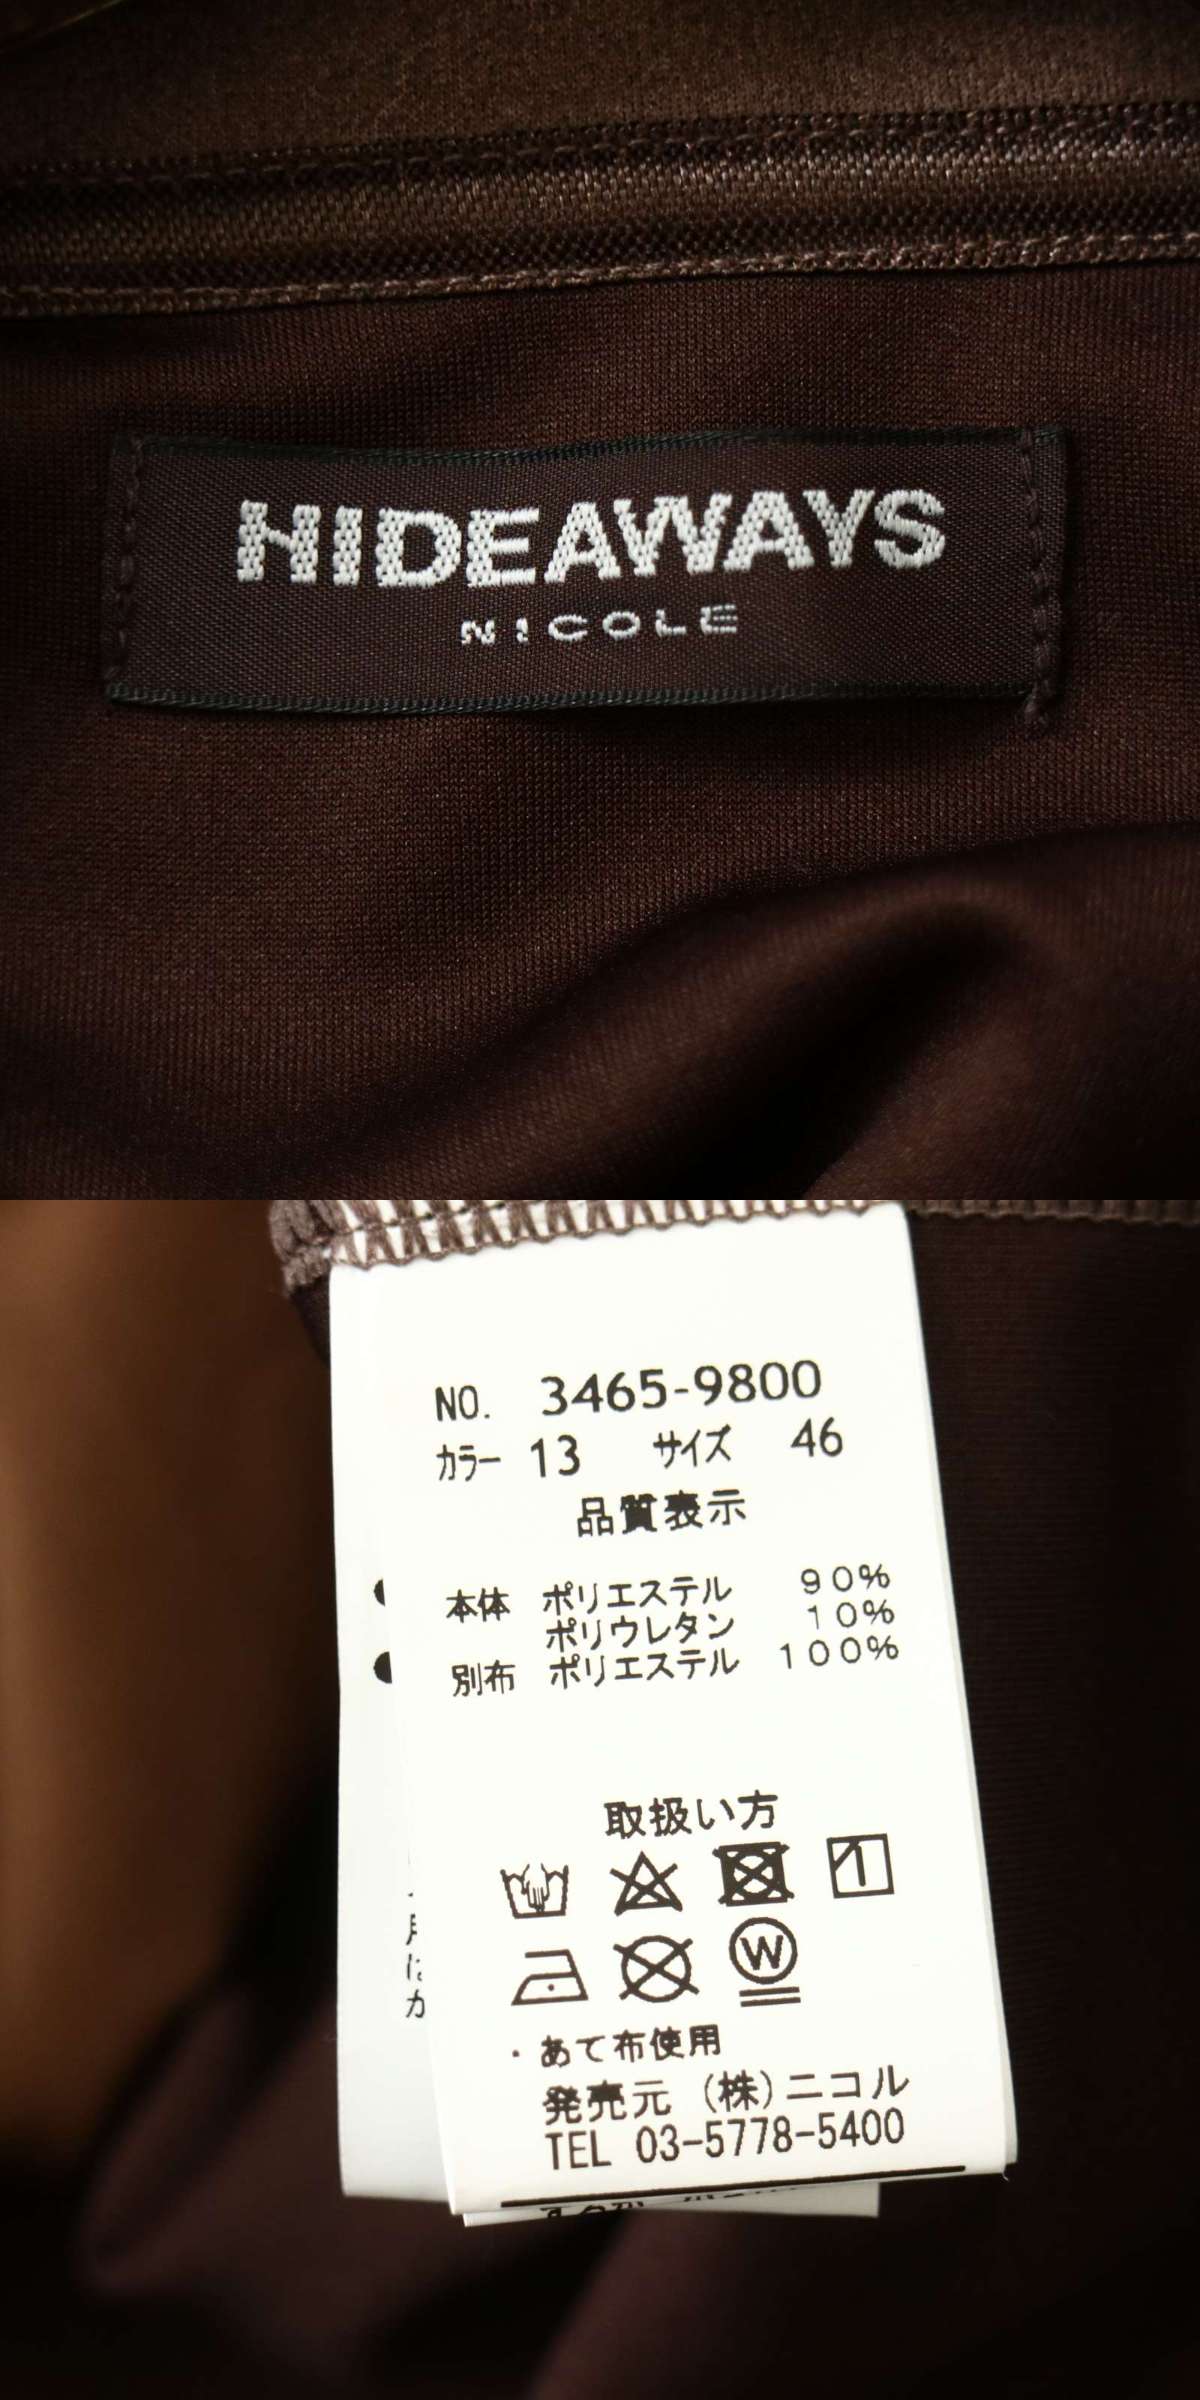 HIDEAWAYS
NICOLE
NO. 3465-9800
カラー 13 サイズ 46
品質表示
本体 ポリエステル 90%
ポリウレタン 10%
別布 ポリエステル 100%
取扱い方
W
・あて布使用
発売元 (株)ニコル
TEL 03-5778-5400